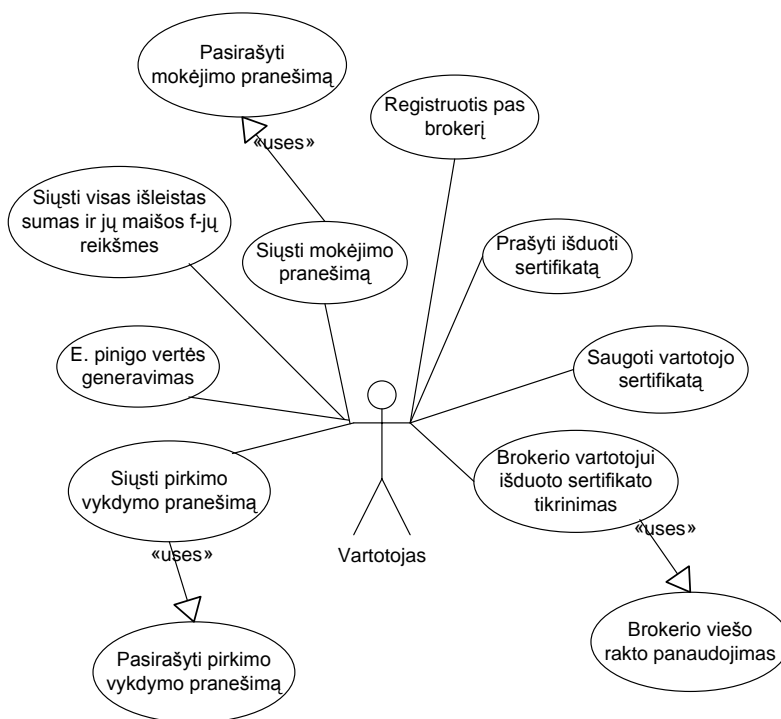 Pasirašyti
mokėjimo pranešimą
«uses»
Registruotis pas
brokerį
Siųsti visas išleistas
sumas ir jų maišos f-jų
reikšmes
Siųsti mokėjimo
pranešimą
Prašyti išduoti
sertifikatą
E. pinigo vertės
generavimas
Saugoti vartotojo
sertifikatą
Siųsti pirkimo
vykdymo pranešimą
«uses»
Brokerio vartotojui
išduoto sertifikato
tikrinimas
«uses»
Vartotojas
Pasirašyti pirkimo
vykdymo pranešimą
Brokerio viešo
rakto panaudojimas